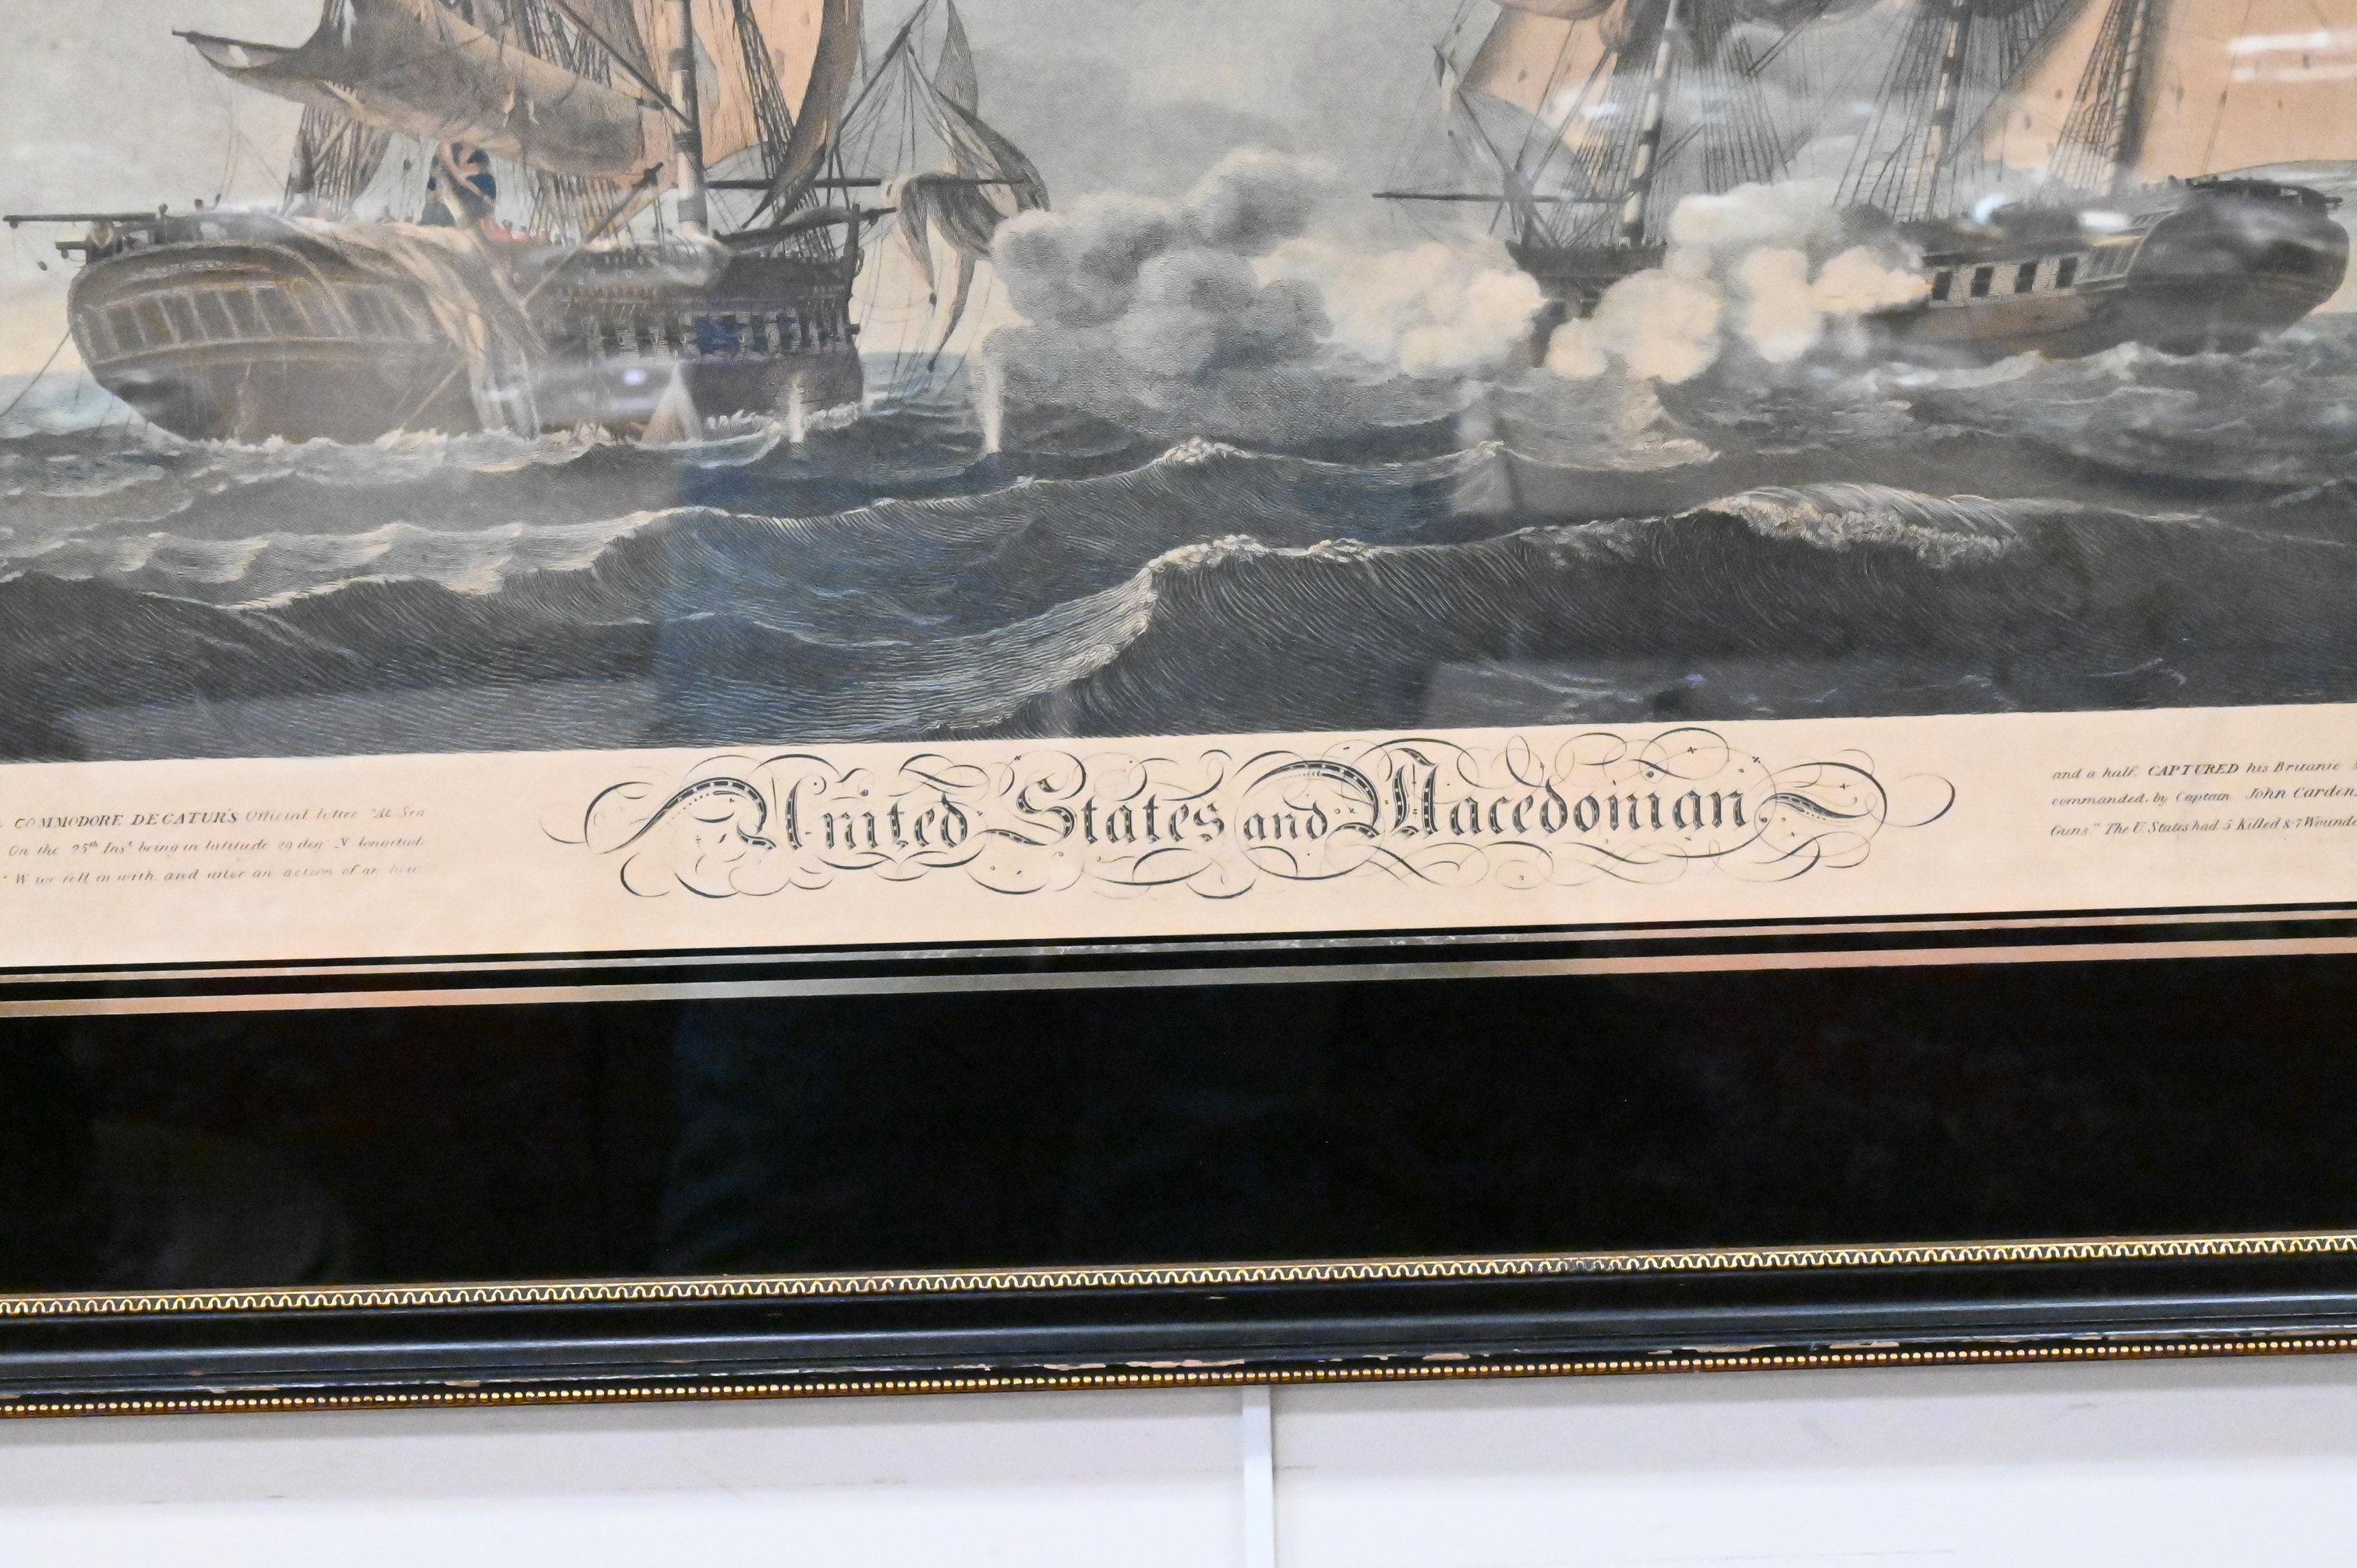 COMMODORE DECATUR'S Official letter "At Sea
On the 25th Inst being in latitude 29 deg N longitude
W we fell in with, and after an action of an hour
United States and Macedonian
and a half, CAPTURED his Britanic
commanded, by Captain John Carden,
Guns" The U. States had 5 Killed & 7 Wounde